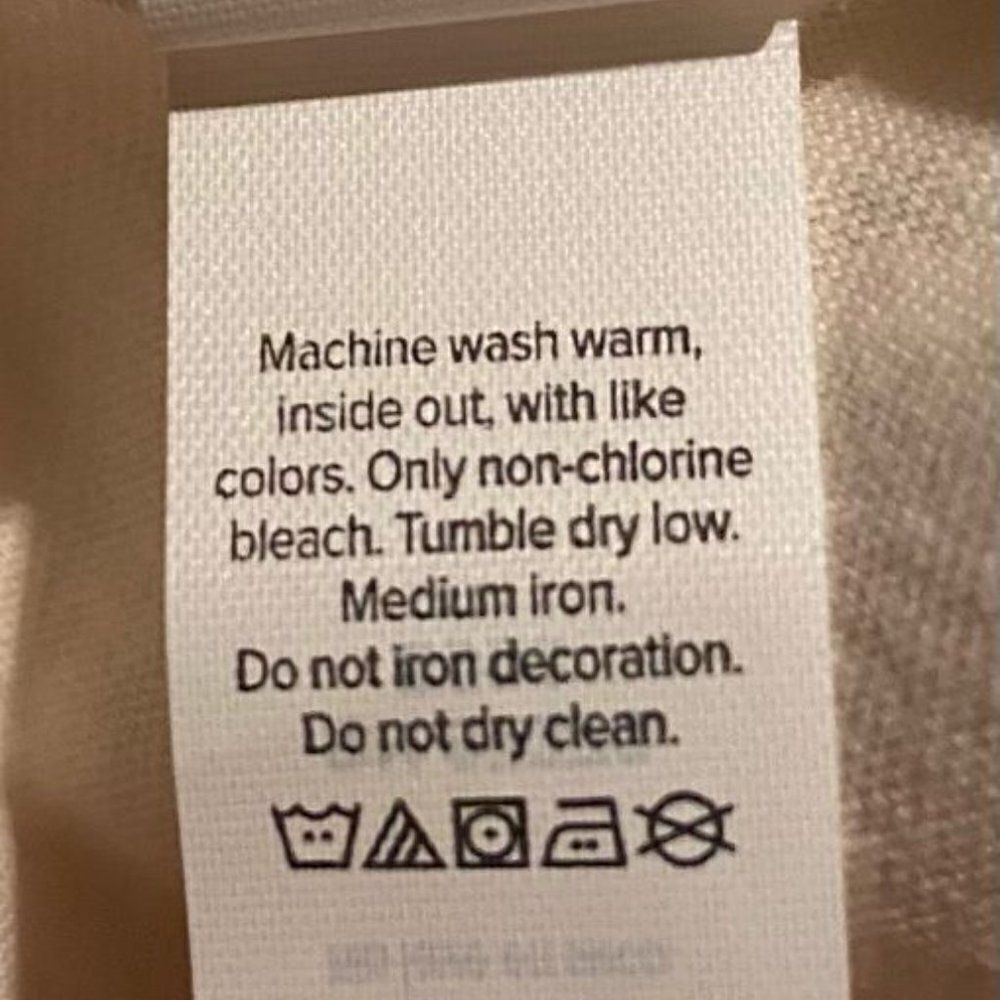 Machine wash warm,
inside out, with like
colors. Only non-chlorine
bleach. Tumble dry low.
Medium iron.
Do not iron decoration.
Do not dry clean.